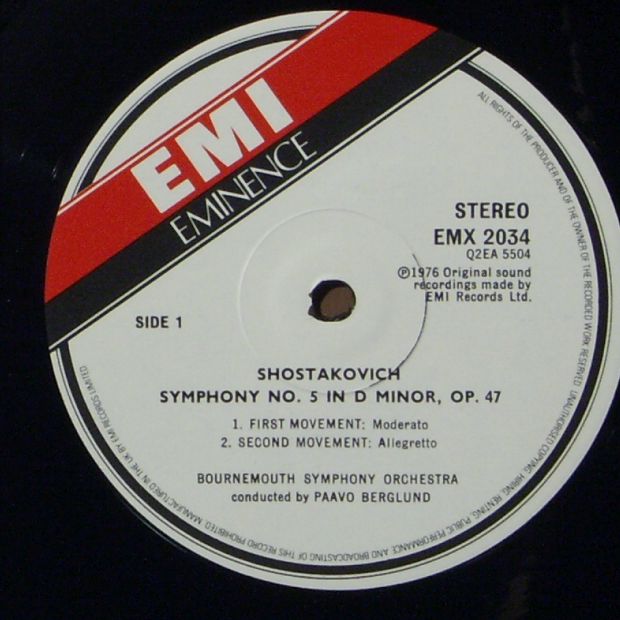 EMI
EMINENCE
STEREO
EMX 2034
Q2EA 5504
Ⓟ1976 Original sound
recordings made by
EMI Records Ltd.
SIDE 1
SHOSTAKOVICH
SYMPHONY NO. 5 IN D MINOR, OP. 47
1. FIRST MOVEMENT: Moderato
2. SECOND MOVEMENT: Allegretto
BOURNEMOUTH SYMPHONY ORCHESTRA
conducted by PAAVO BERGLUND
ALL RIGHTS OF THE PRODUCER AND OF THE OWNER OF THE RECORDED WORK RESERVED. UNAUTHORISED COPYING, HIRING, RENTING, PUBLIC PERFORMANCE AND BROADCASTING OF THIS RECORD PROHIBITED. MANUFACTURED IN THE UK BY EMI RECORDS LIMITED